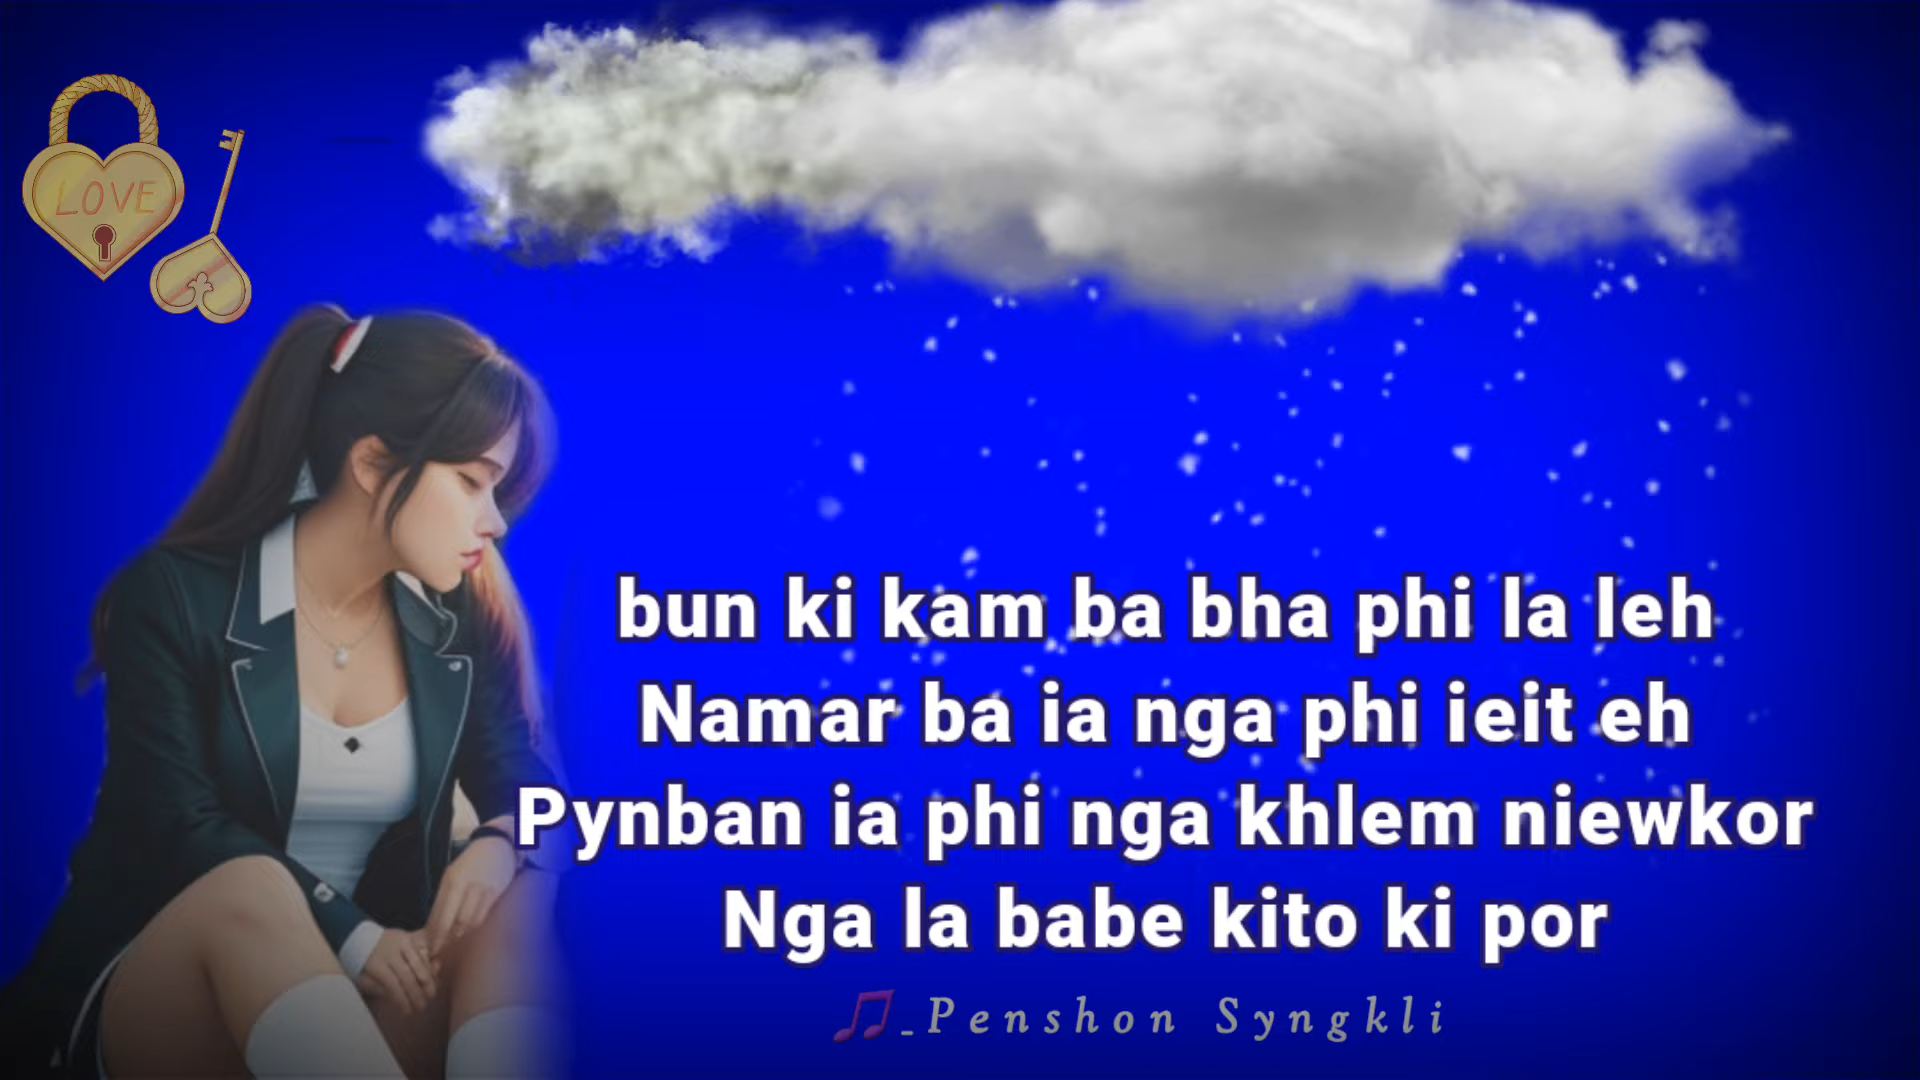 LOVE
bun ki kam ba bha phi la leh
Namar ba ia nga phi ieit eh
Pynban ia phi nga khlem niewkor
Nga la babe kito ki por
🎵_Penshon Syngkli